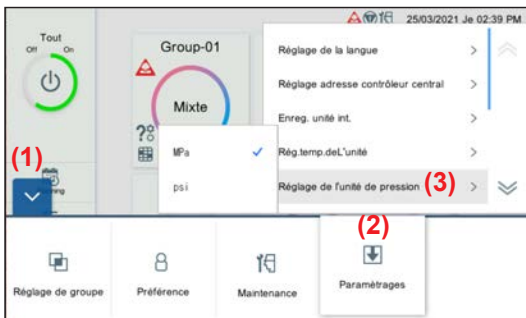 25/03/2021 Je 02:39 PM
Tout
Off On
Group-01
Mixte
Réglage de la langue
Réglage adresse contrôleur central
Enreg. unité int.
Rég.temp.deL'unité
Réglage de l'unité de pression (3)
MPa
psi
(1)
(2)
Réglage de groupe
Préférence
Maintenance
Paramétrages